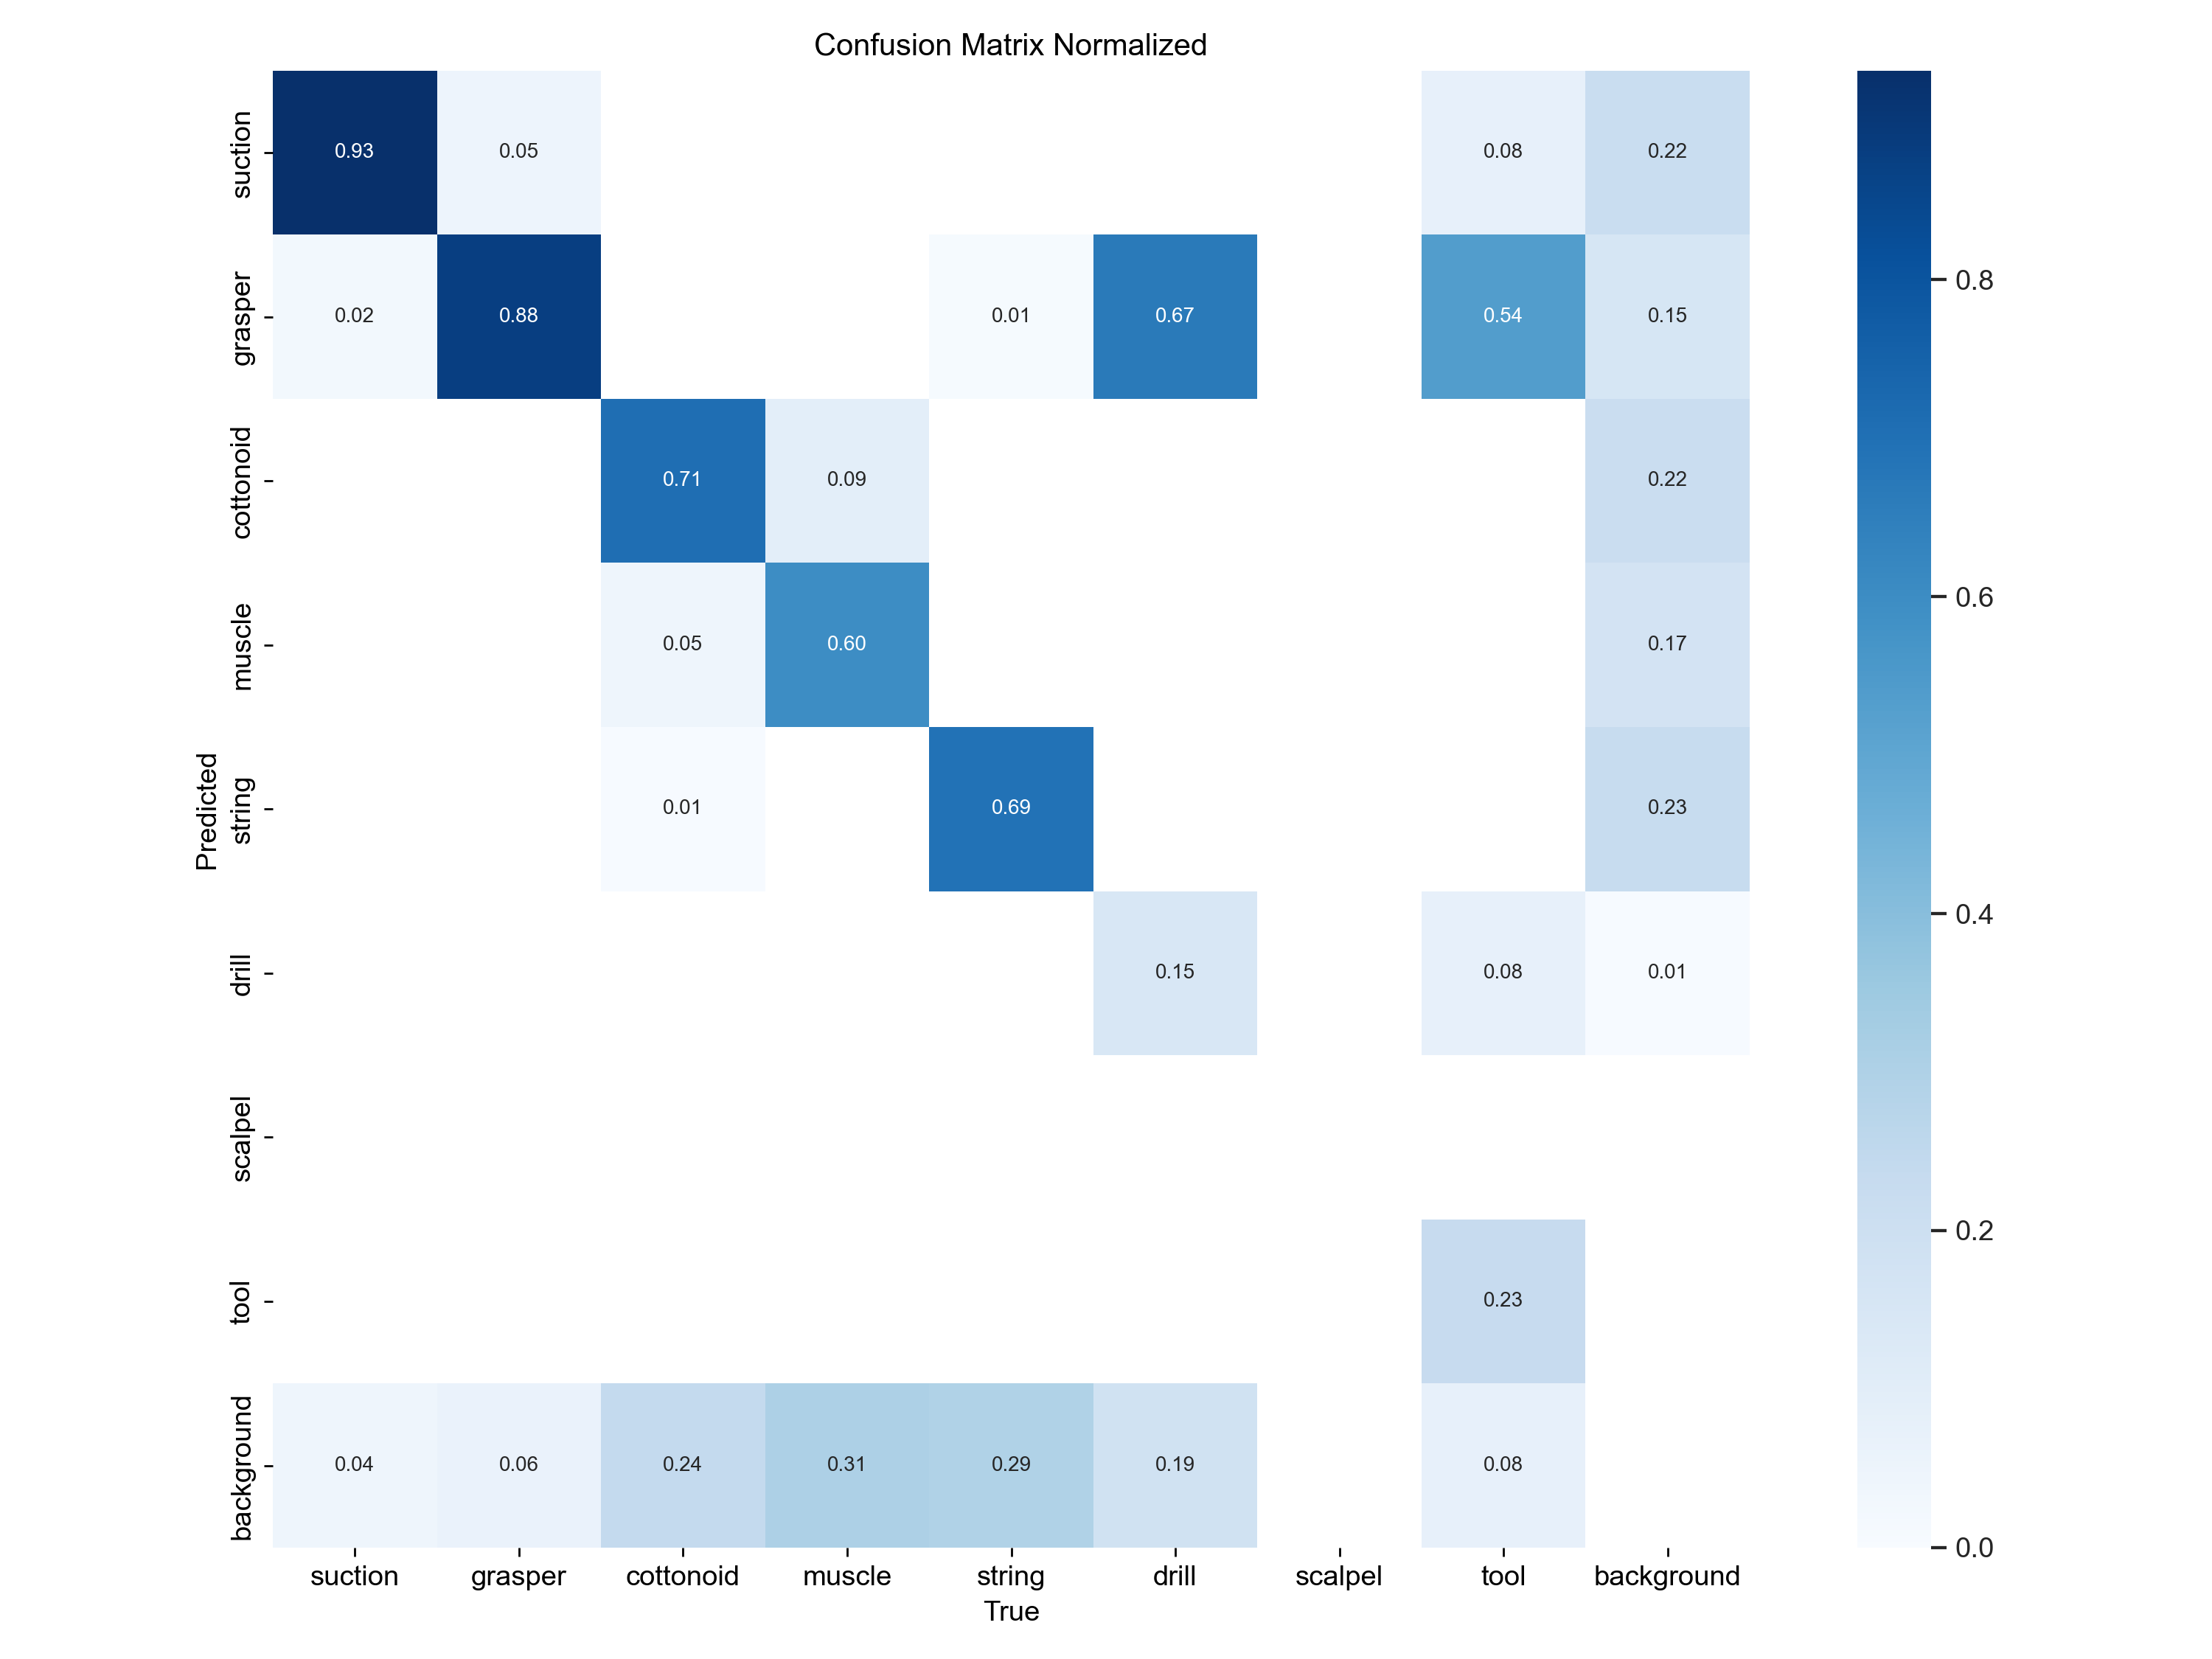 Confusion Matrix Normalized
suction 0.93 0.05 0.08 0.22
grasper 0.02 0.88 0.01 0.67 0.54 0.15 0.8
cottonoid 0.71 0.09 0.22
muscle 0.05 0.60 0.17 0.6
Predicted
string 0.01 0.69 0.23
drill 0.15 0.08 0.01 0.4
scalpel
tool 0.23 0.2
background 0.04 0.06 0.24 0.31 0.29 0.19 0.08 0.0
suction grasper cottonoid muscle string drill scalpel tool background
True